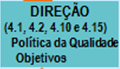 DIREÇÃO
(4.1, 4.2, 4.10 e 4.15)
Política da Qualidade
Objetivos